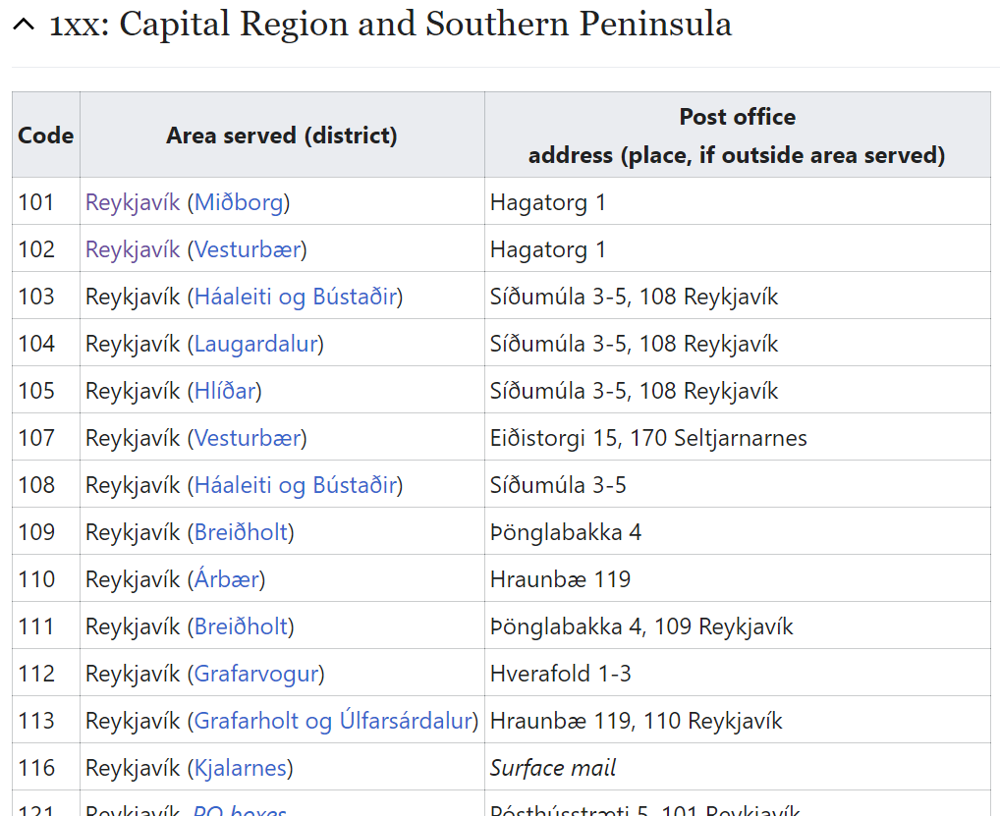 1xx: Capital Region and Southern Peninsula
Code Area served (district) Post office
address (place, if outside area served)
101 Reykjavík (Miðborg) Hagatorg 1
102 Reykjavík (Vesturbær) Hagatorg 1
103 Reykjavík (Háaleiti og Bústaðir) Síðumúla 3-5, 108 Reykjavík
104 Reykjavík (Laugardalur) Síðumúla 3-5, 108 Reykjavík
105 Reykjavík (Hlíðar) Síðumúla 3-5, 108 Reykjavík
107 Reykjavík (Vesturbær) Eiðistorgi 15, 170 Seltjarnarnes
108 Reykjavík (Háaleiti og Bústaðir) Síðumúla 3-5
109 Reykjavík (Breiðholt) Þönglabakka 4
110 Reykjavík (Árbær) Hraunbæ 119
111 Reykjavík (Breiðholt) Þönglabakka 4, 109 Reykjavík
112 Reykjavík (Grafarvogur) Hverafold 1-3
113 Reykjavík (Grafarholt og Úlfarsárdalur) Hraunbæ 119, 110 Reykjavík
116 Reykjavík (Kjalarnes) Surface mail
121 Reykjavík, PO boxes Pósthússtræti 5, 101 Reykjavík